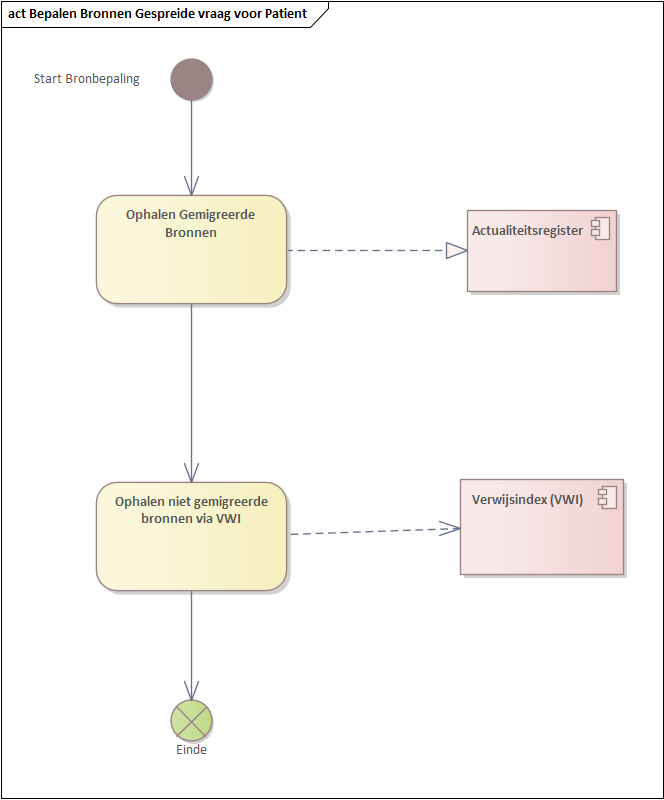 act Bepalen Bronnen Gespreide vraag voor Patient
Start Bronbepaling
Ophalen Gemigreerde
Bronnen
Actualiteitsregister
Ophalen niet gemigreerde
bronnen via VWI
Verwijsindex (VWI)
Einde